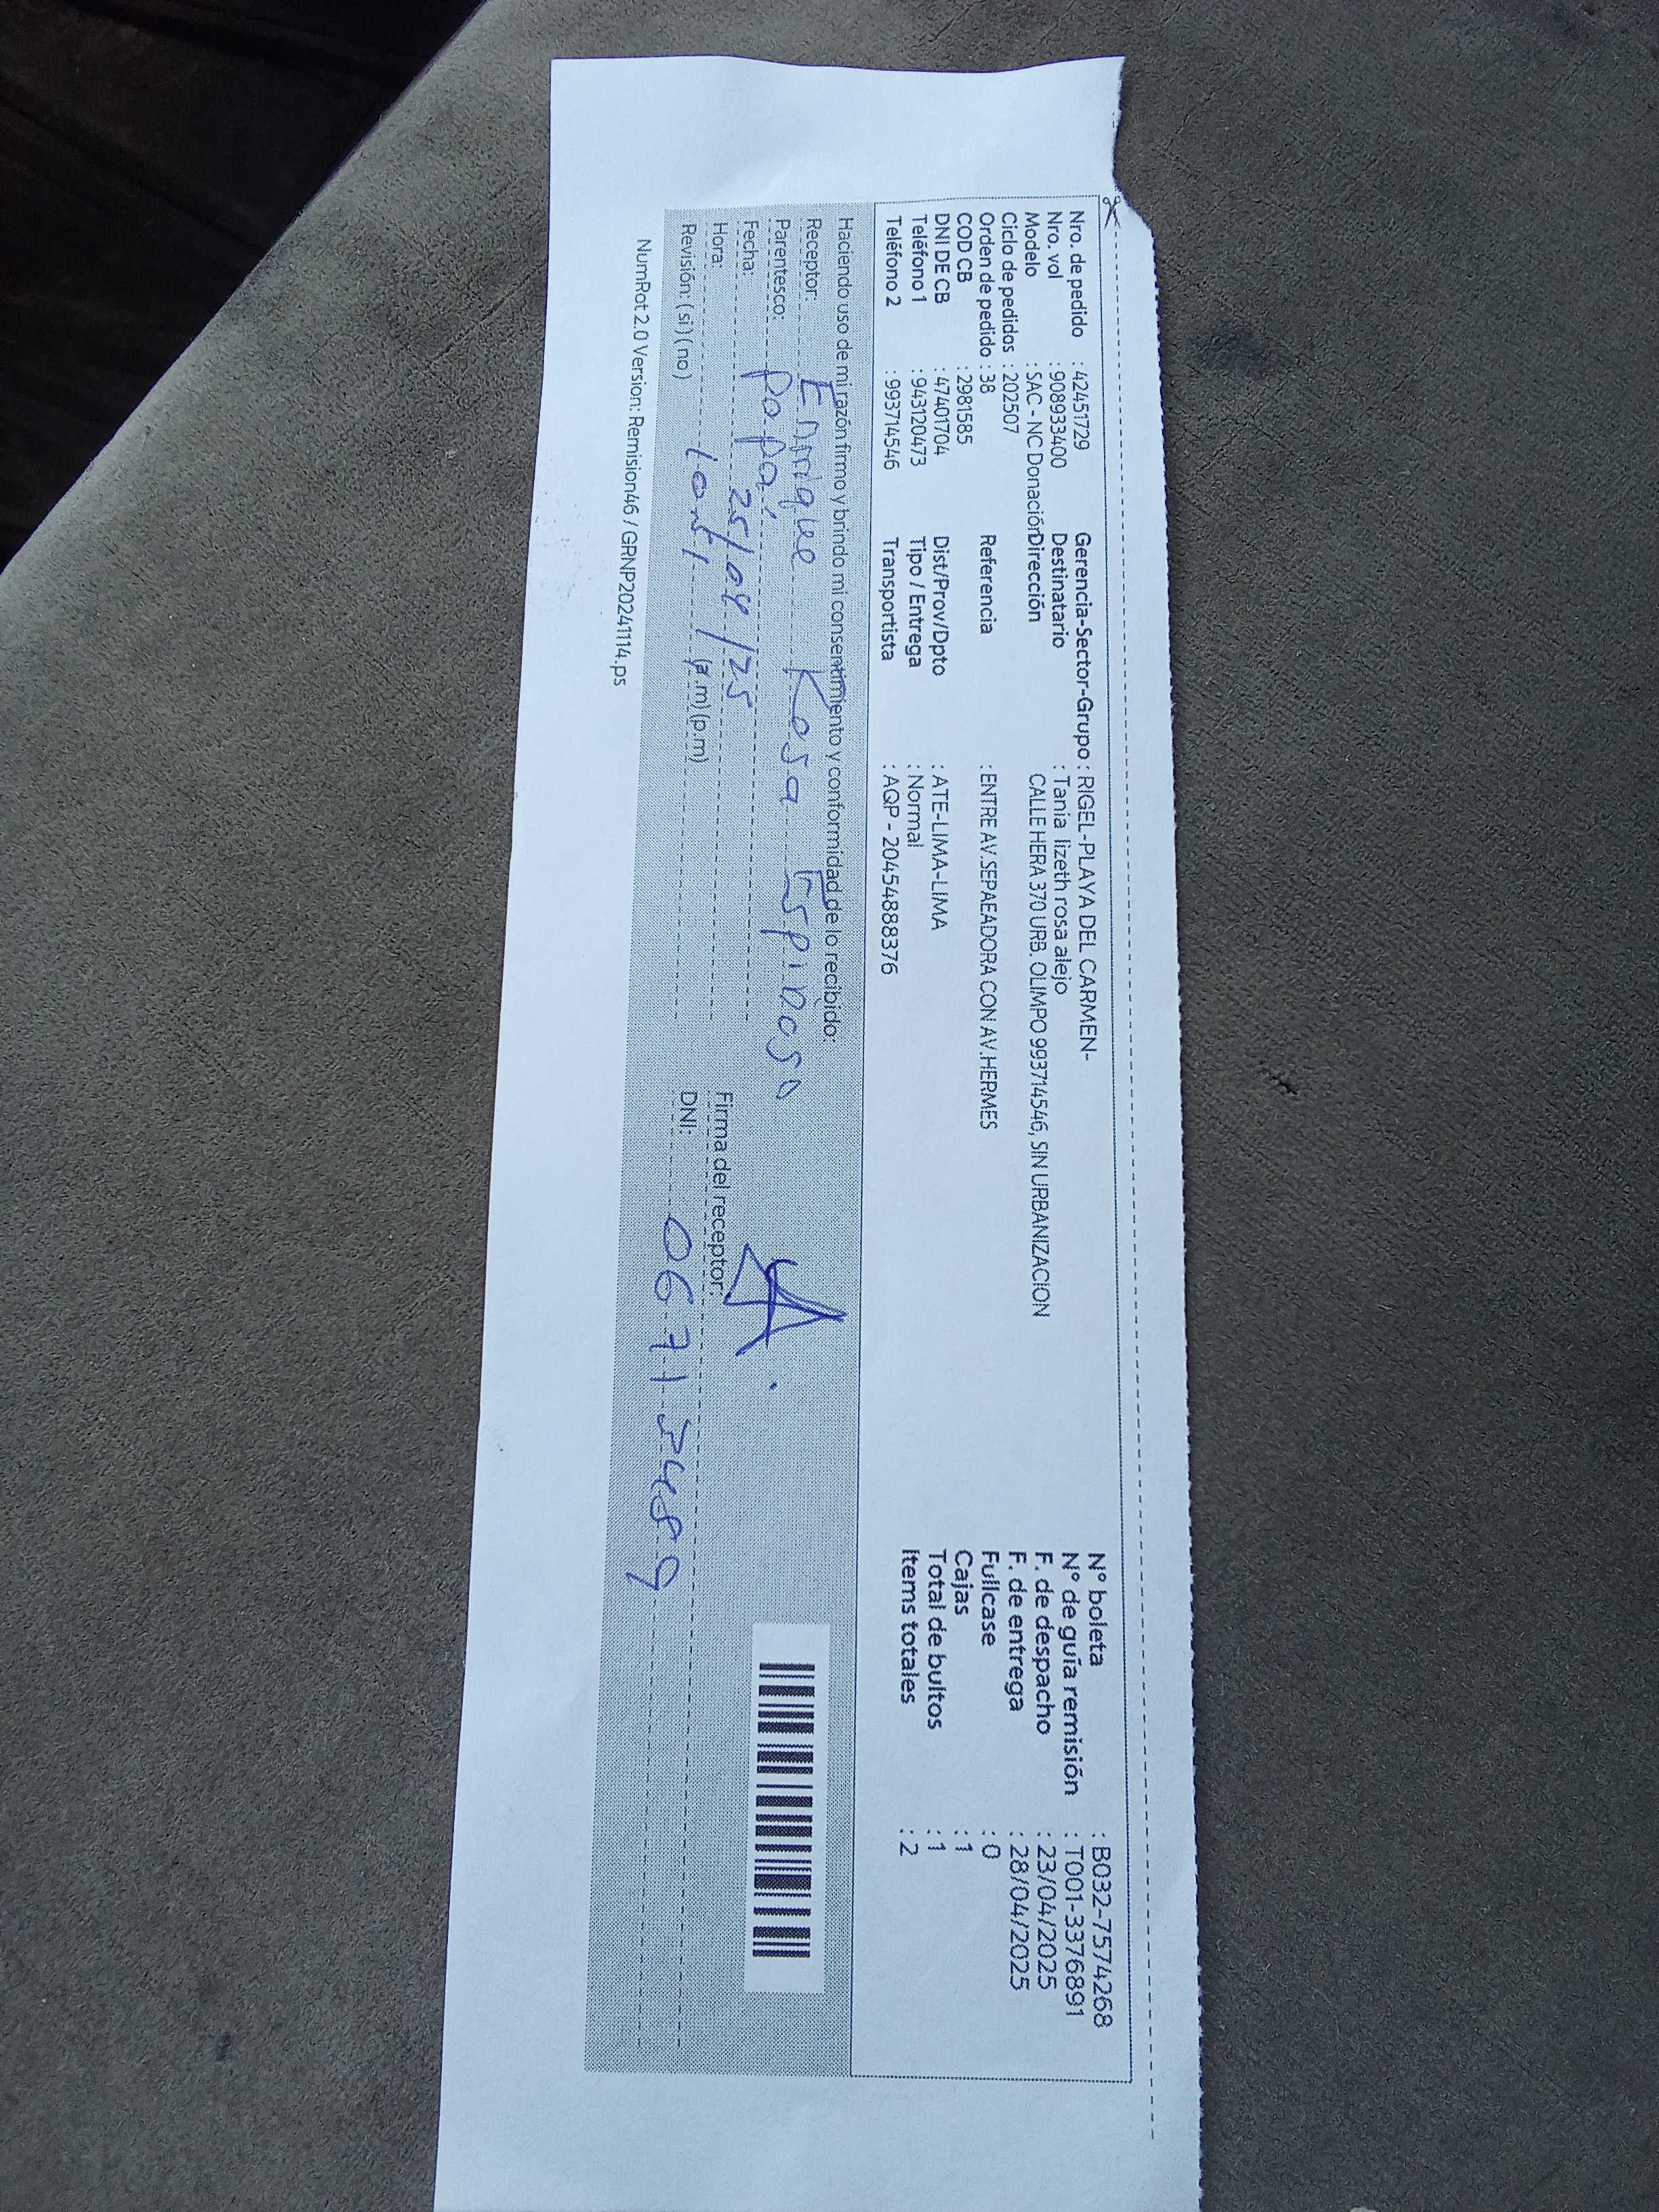 Nro. de pedido : 42451729 Gerencia-Sector-Grupo : RIGEL-PLAYA DEL CARMEN- N° boleta : B032-7574268
Nro. vol : 908933400 Destinatario : Tania lizeth rosa alejo N° de guía remisión : T001-3376891
Modelo : SAC - NC DonaciónDirección CALLE HERA 370 URB. OLIMPO 993714546, SIN URBANIZACION F. de despacho : 23/04/2025
Ciclo de pedidos : 202507 F. de entrega : 28/04/2025
Orden de pedido : 38 Referencia : ENTRE AV.SEPAEADORA CON AV.HERMES Fullcase : 0
COD CB : 2981585 Cajas : 1
DNI DE CB : 47401704 Dist/Prov/Dpto : ATE-LIMA-LIMA Total de bultos : 1
Teléfono 1 : 943120473 Tipo / Entrega : Normal Items totales : 2
Teléfono 2 : 993714546 Transportista : AQP - 20454888376
Haciendo uso de mi razón firmo y brindo mi consentimiento y conformidad de lo recibido:
Receptor: Enrique Rosa Espinoso
Parentesco: Papá
Fecha: 25/04/25
Hora: (a.m) (p.m) Firma del receptor:
Revisión: ( si ) ( no ) DNI: 06713489
NumRot 2.0 Version: Remision46 / GRNP20241114.ps